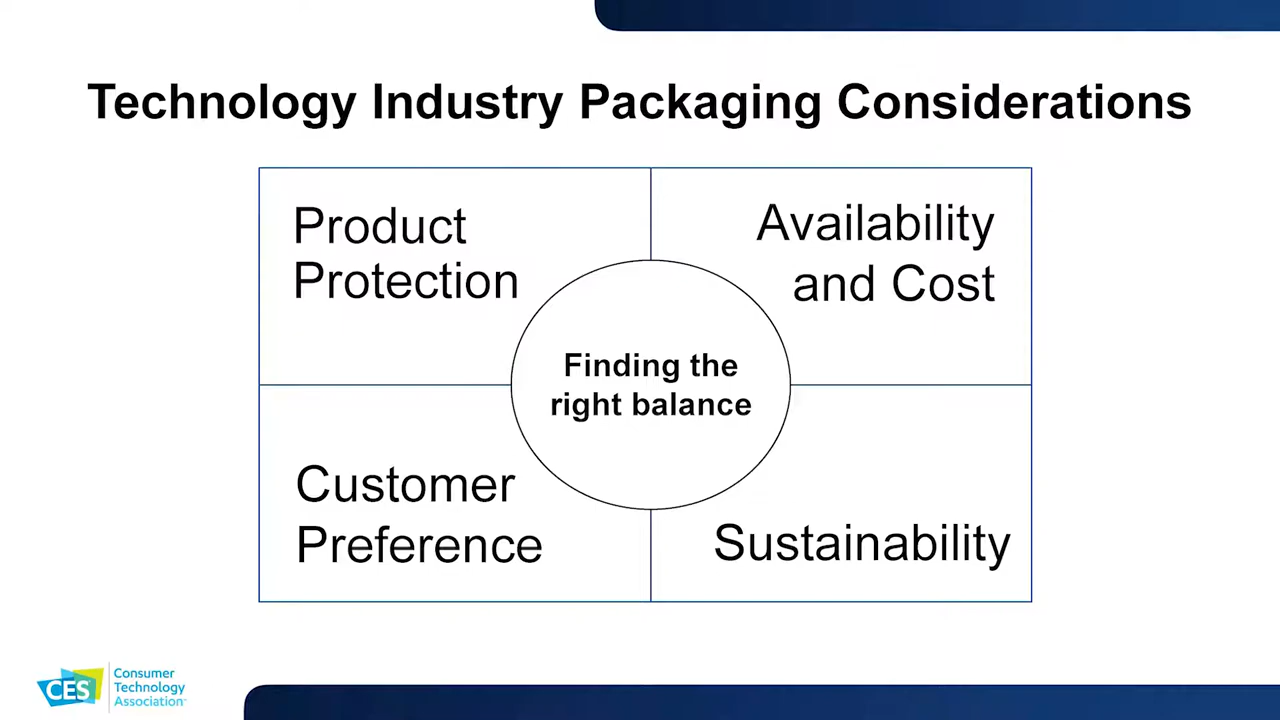 Technology Industry Packaging Considerations
Product
Protection
Availability
and Cost
Finding the
right balance
Customer
Preference
Sustainability
CES
Consumer
Technology
Association